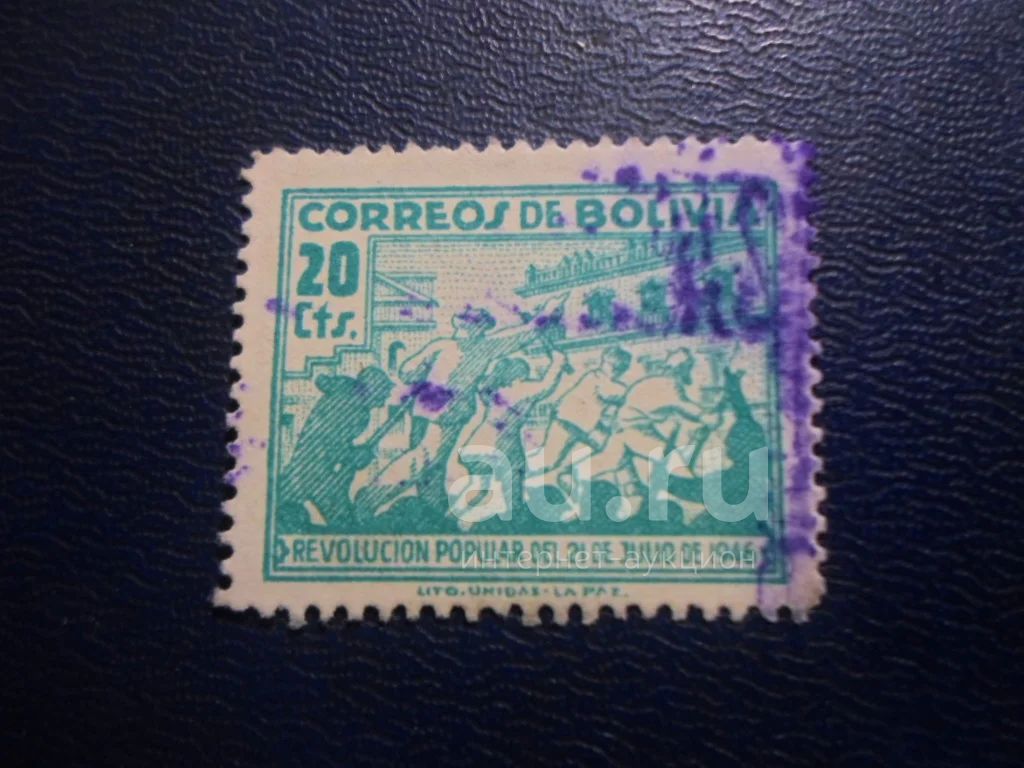 CORREOS DE BOLIVIA
20
Cts.
au.ru
REVOLUCION POPULAR DEL 21 DE JULIO DE 1946
интернет-аукцион
LITO. UNIDAS - LA PAZ.